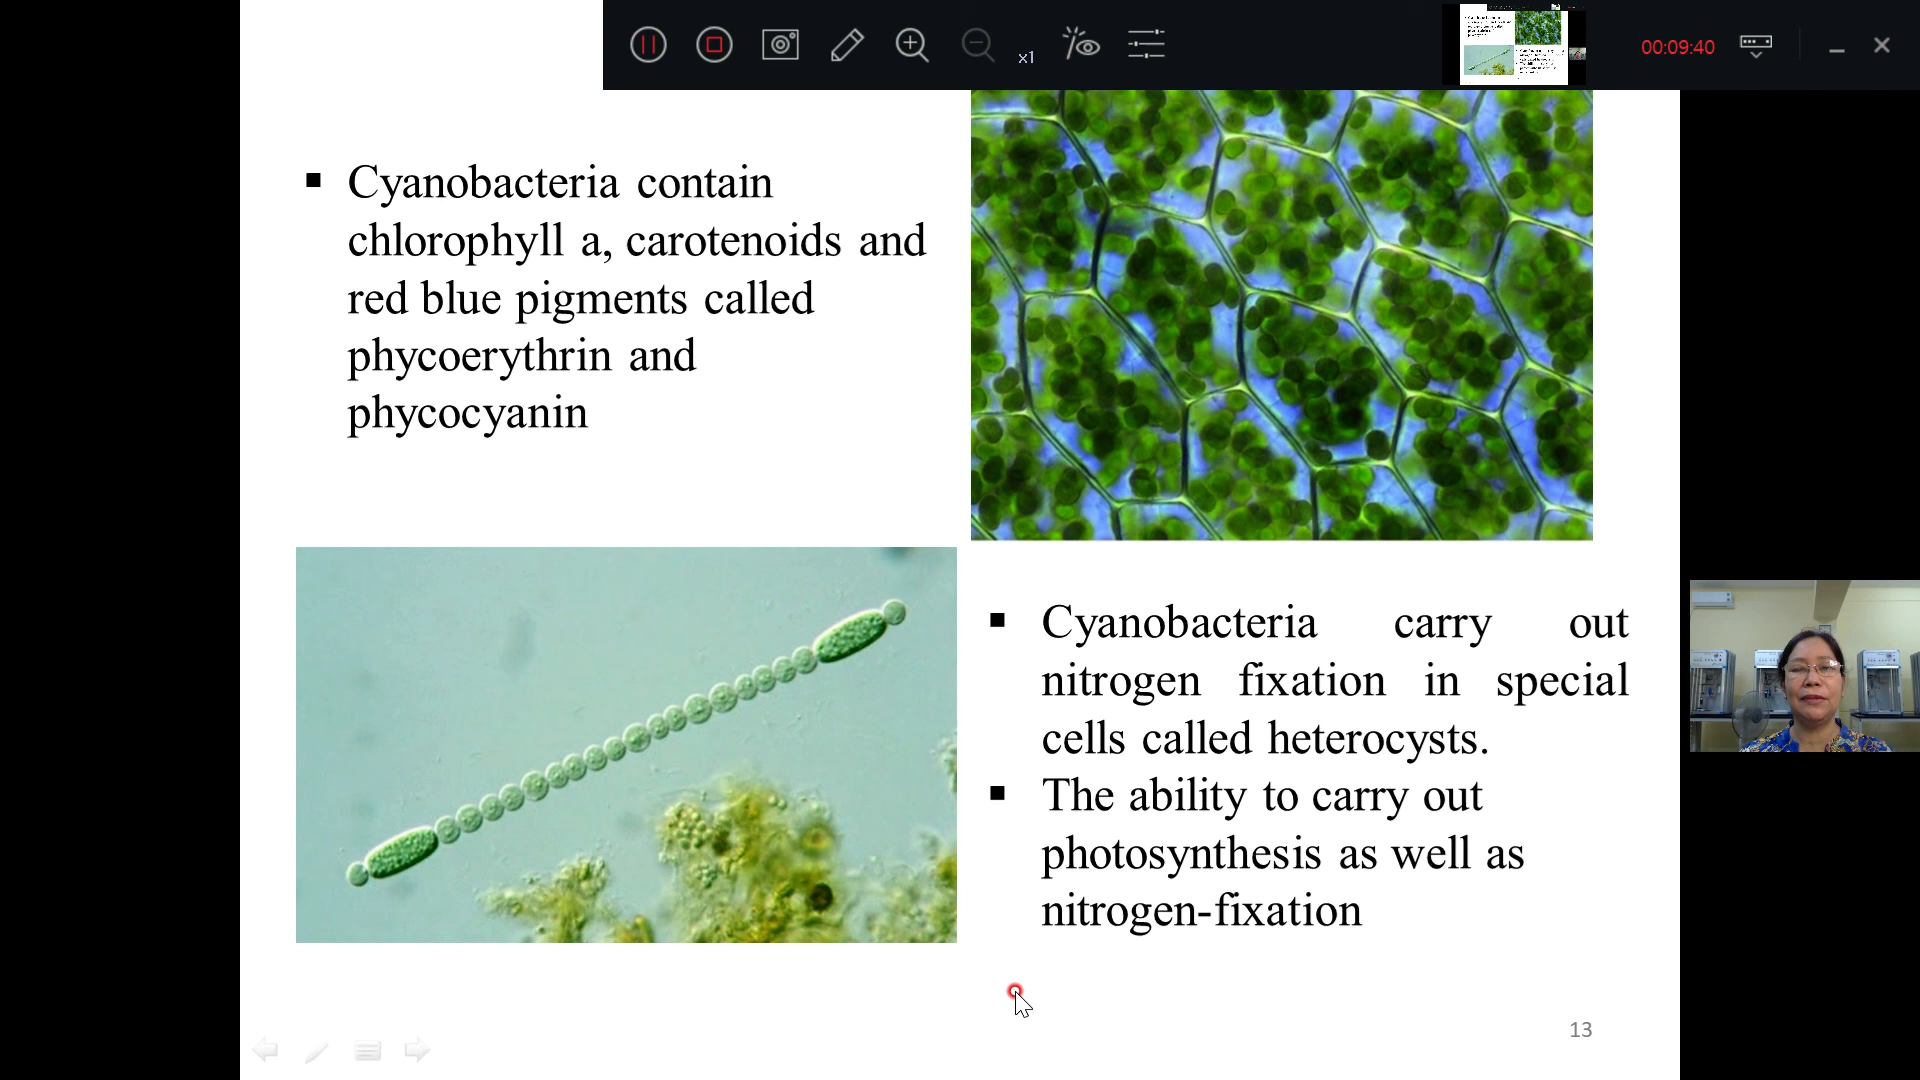 x1
00:09:40
▪ Cyanobacteria contain
chlorophyll a, carotenoids and
red blue pigments called
phycoerythrin and
phycocyanin
▪ Cyanobacteria carry out
nitrogen fixation in special
cells called heterocysts.
▪ The ability to carry out
photosynthesis as well as
nitrogen-fixation
13